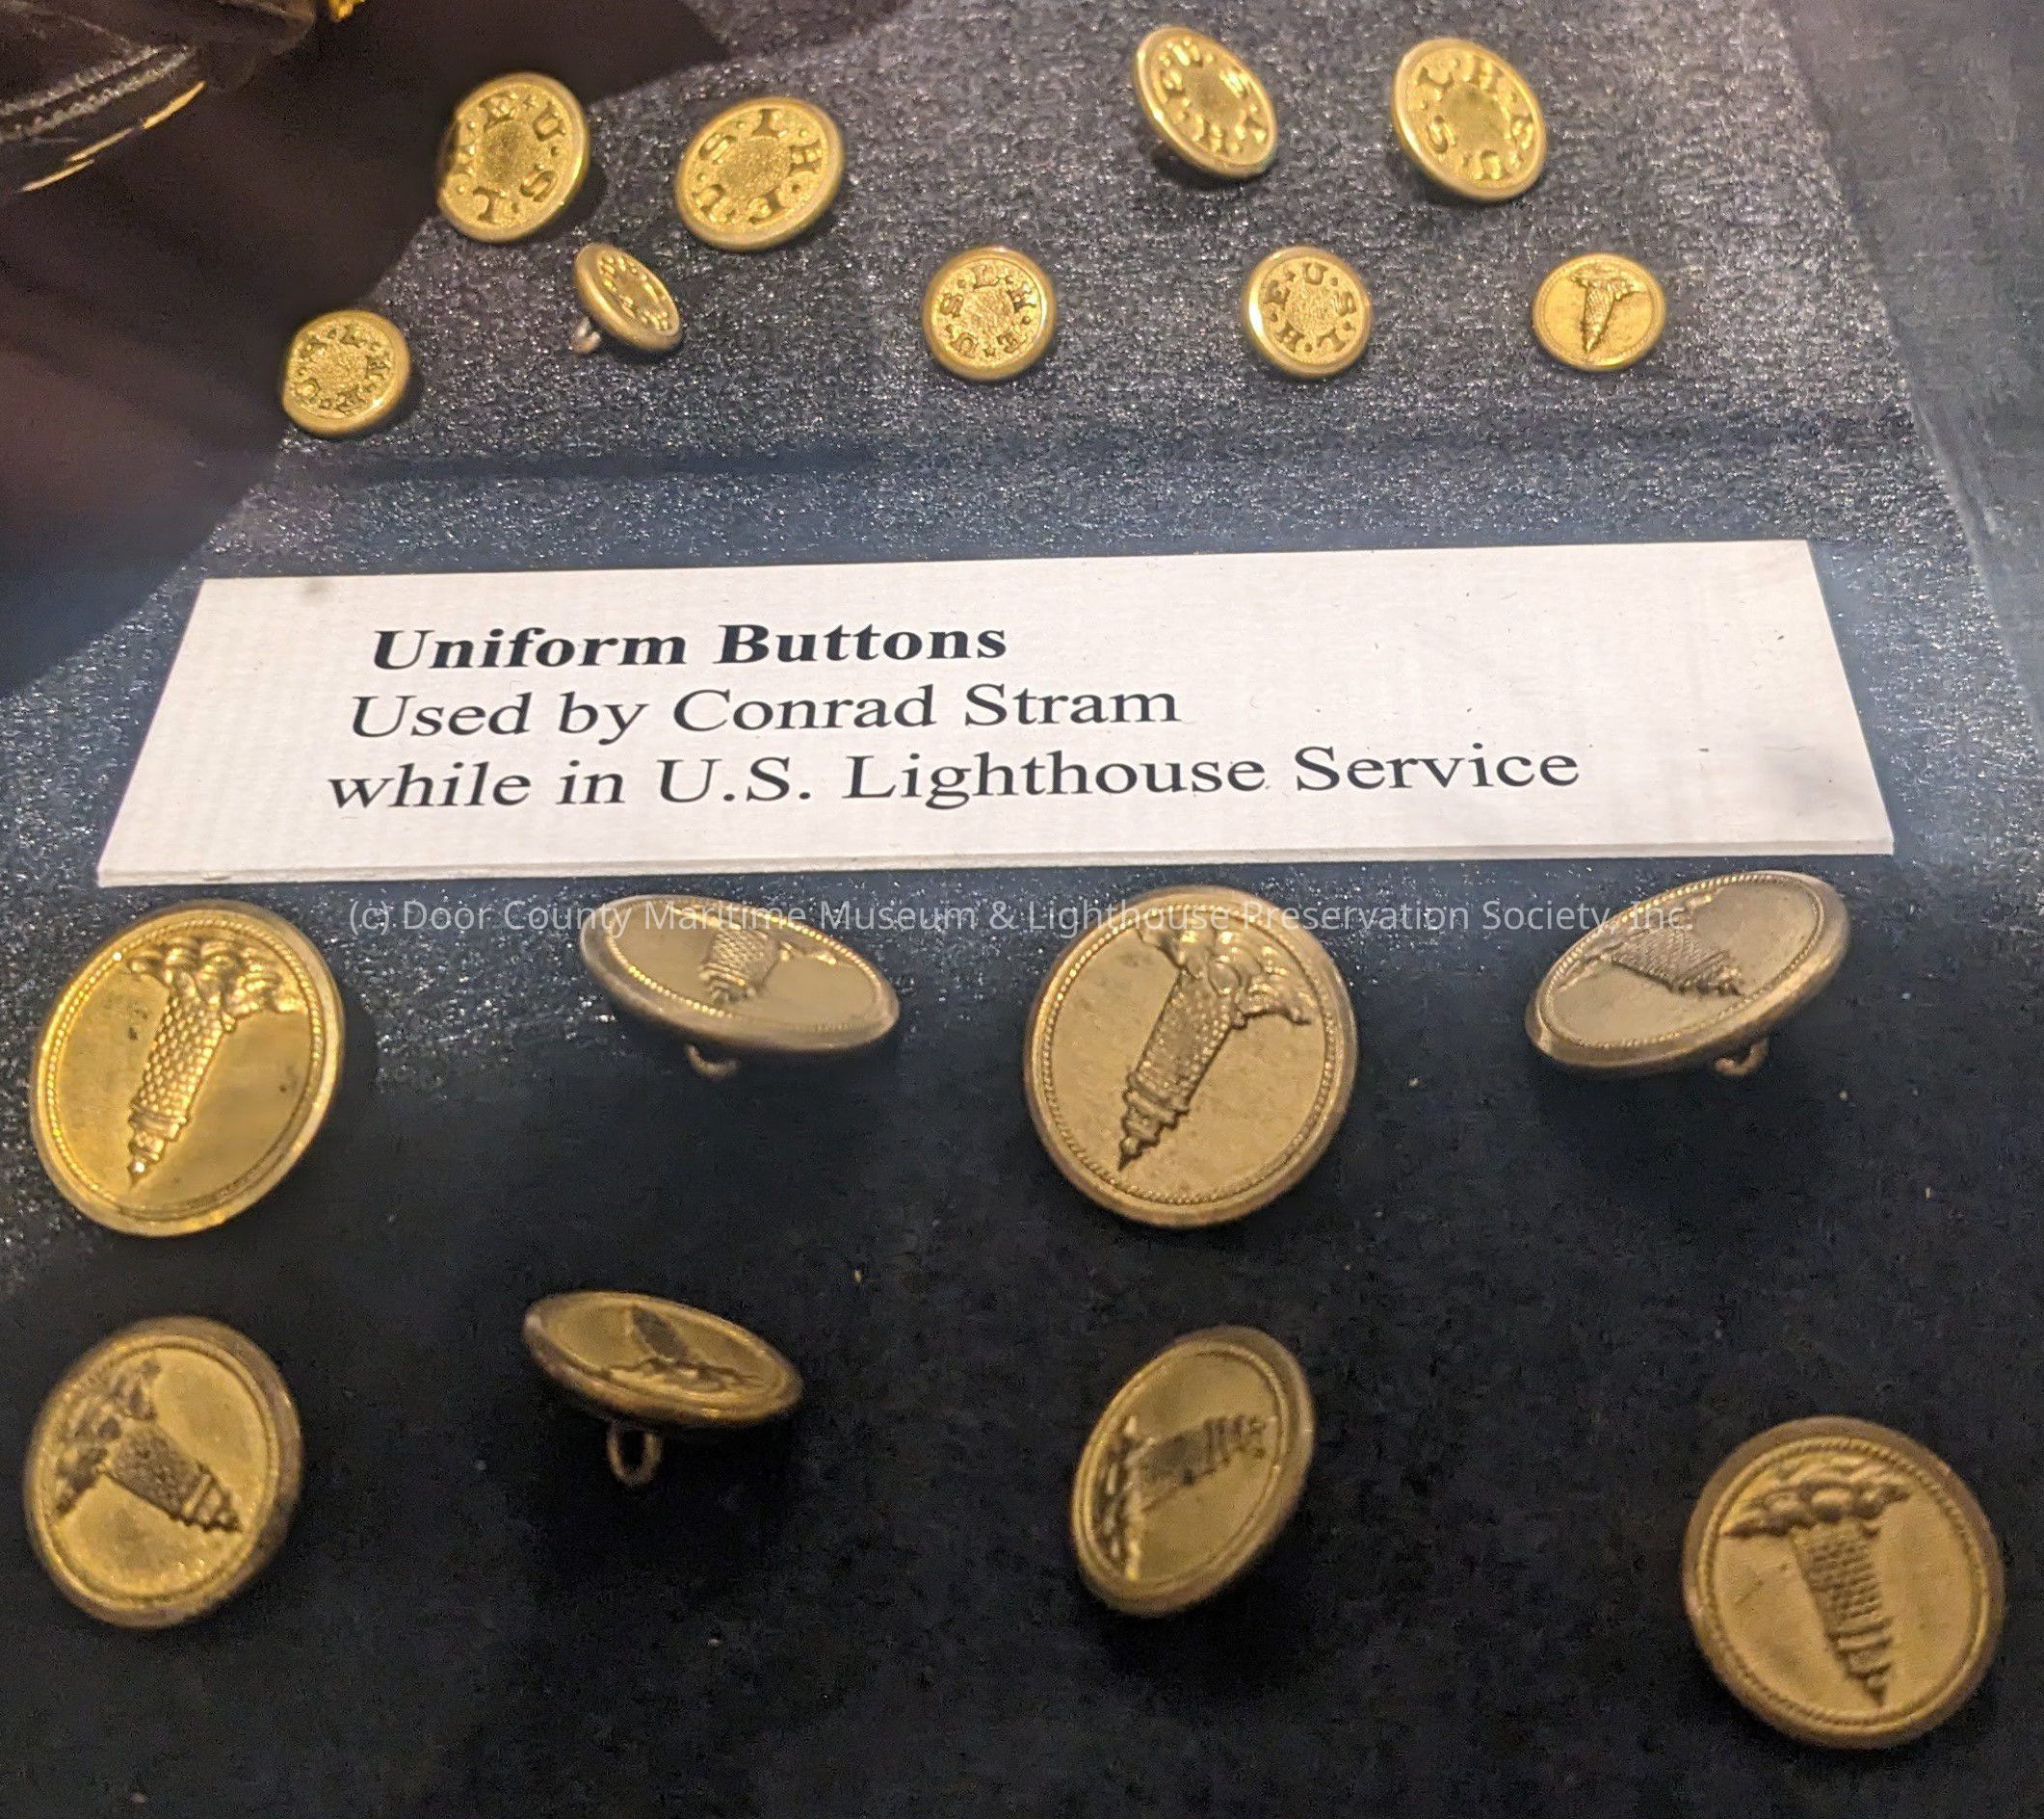 U·S·L·H·E
U·S·L·H·E
U·S·L·H·E
U·S·L·H·E
U·S·L·H·E
U·S·L·H·E
Uniform Buttons
Used by Conrad Stram
while in U.S. Lighthouse Service
(c) Door County Maritime Museum & Lighthouse Preservation Society, Inc.